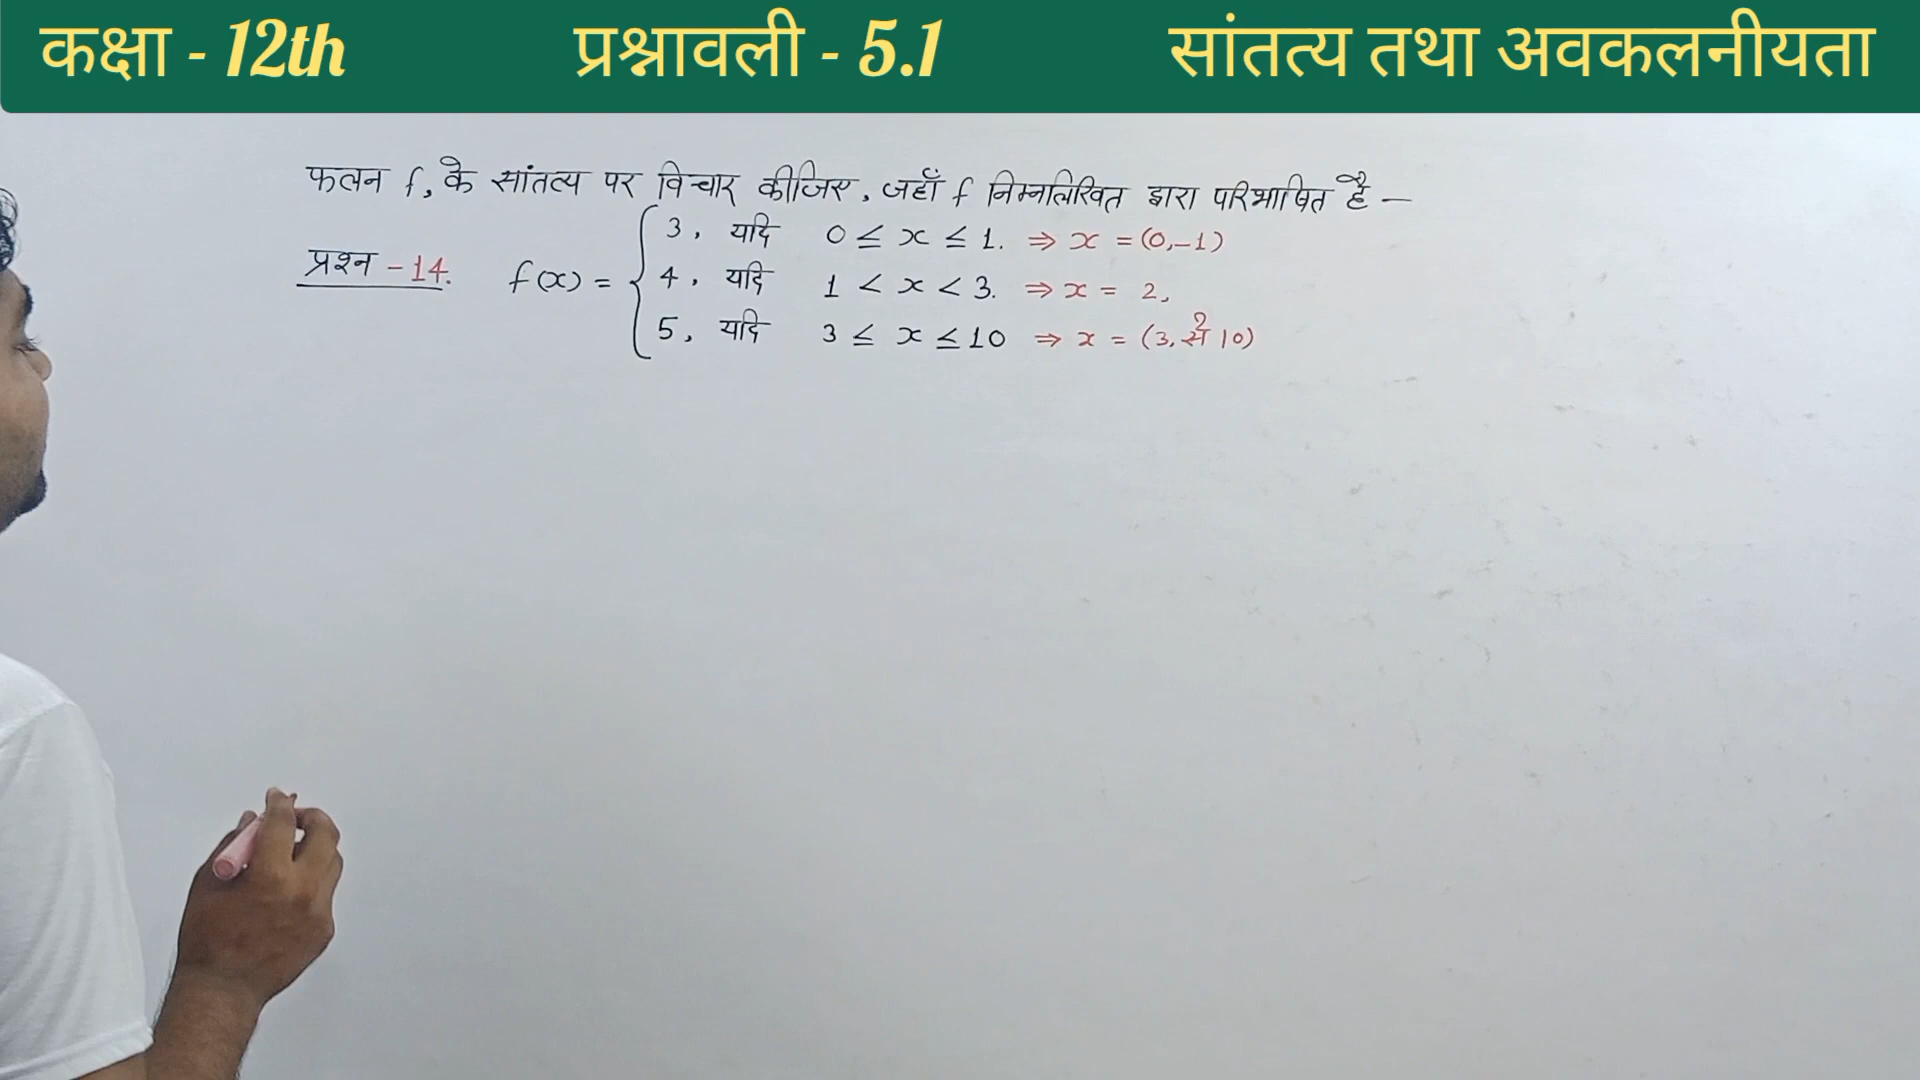 कक्षा - 12th प्रश्नावली - 5.1 सांतत्य तथा अवकलनीयता
फलन f, के सांतत्य पर विचार कीजिए, जहाँ f निम्नलिखित द्वारा परिभाषित है —
प्रश्न - 14. f(x) =
3, यदि 0 ≤ x ≤ 1. ⇒ x = (0,-1)
4, यदि 1 < x < 3. ⇒ x = 2,
5, यदि 3 ≤ x ≤ 10 ⇒ x = (3, से 10)